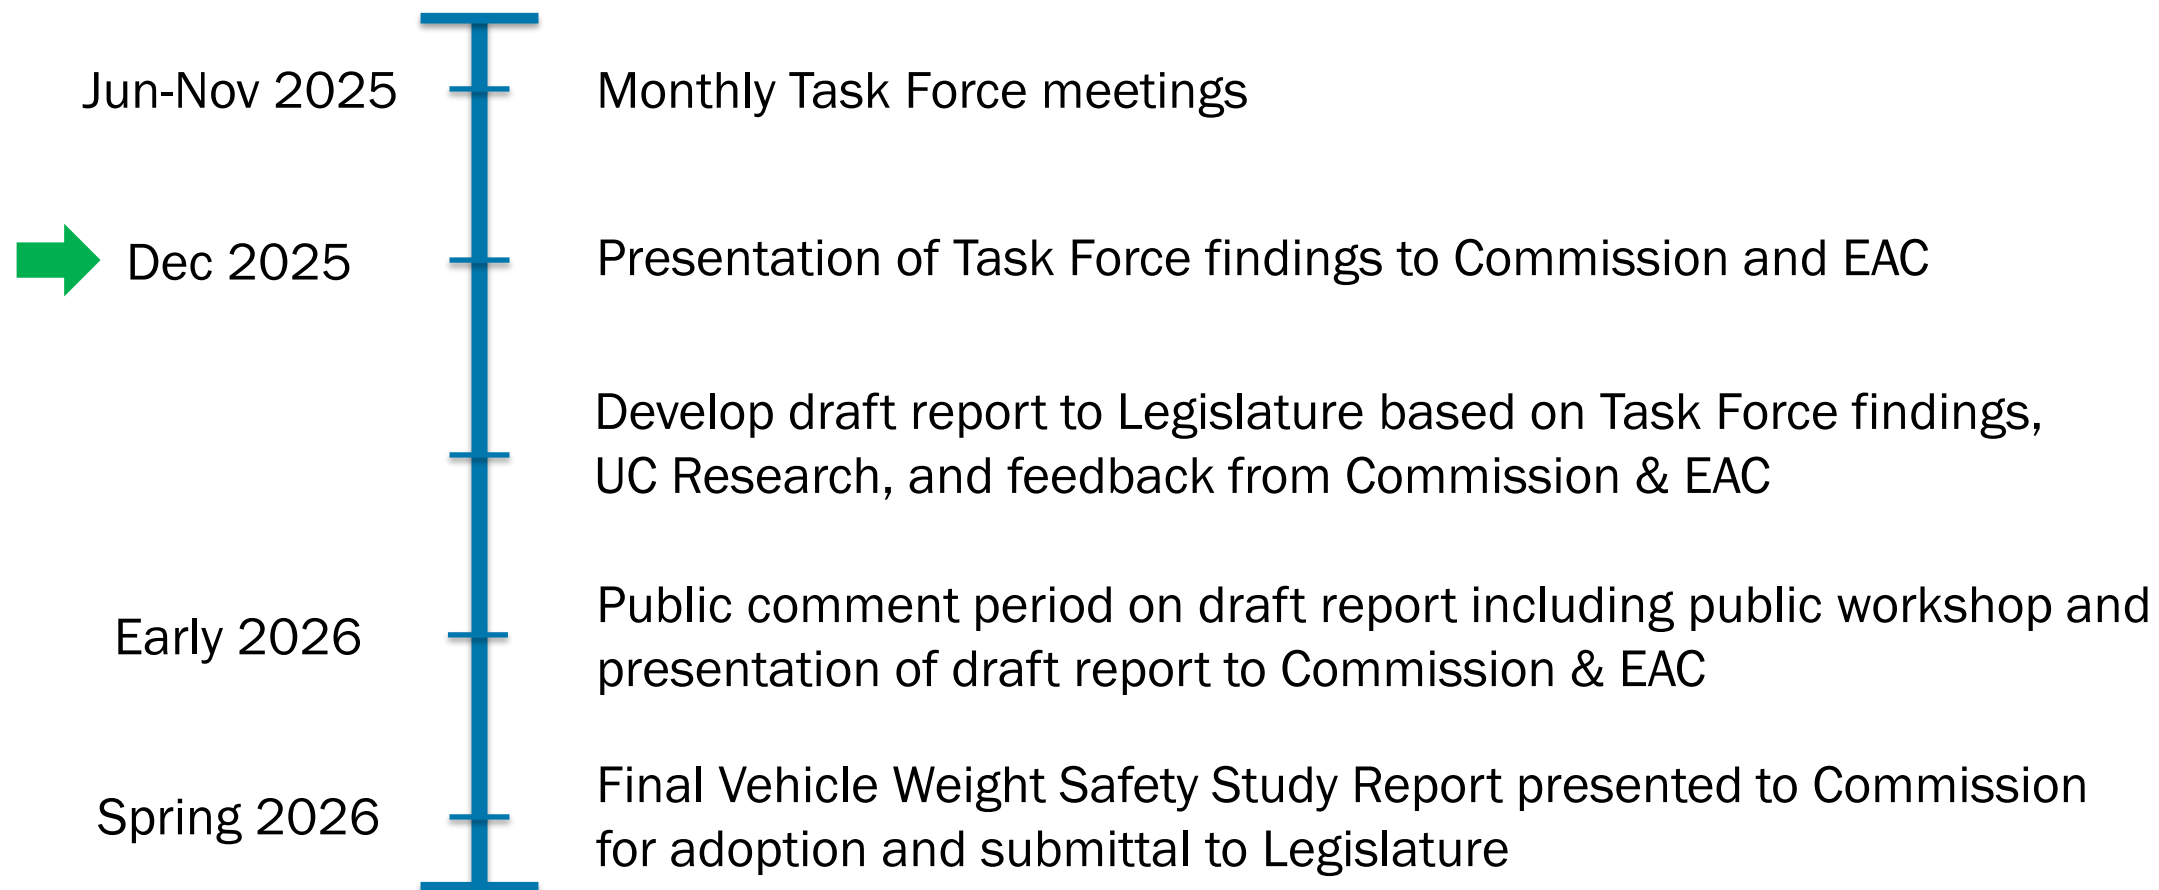 Jun-Nov 2025
Monthly Task Force meetings
Dec 2025
Presentation of Task Force findings to Commission and EAC
Develop draft report to Legislature based on Task Force findings,
UC Research, and feedback from Commission & EAC
Early 2026
Public comment period on draft report including public workshop and
presentation of draft report to Commission & EAC
Spring 2026
Final Vehicle Weight Safety Study Report presented to Commission
for adoption and submittal to Legislature